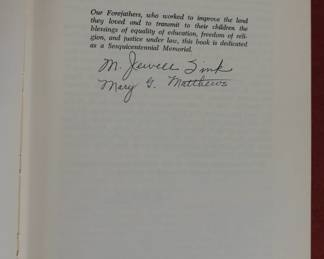 Our Forefathers, who worked to improve the land
they loved and to transmit to their children the
blessings of equality of education, freedom of reli-
gion, and justice under law, this book is dedicated
as a Sesquicentennial Memorial.
M. Jewell Zink
Mary G. Matthews